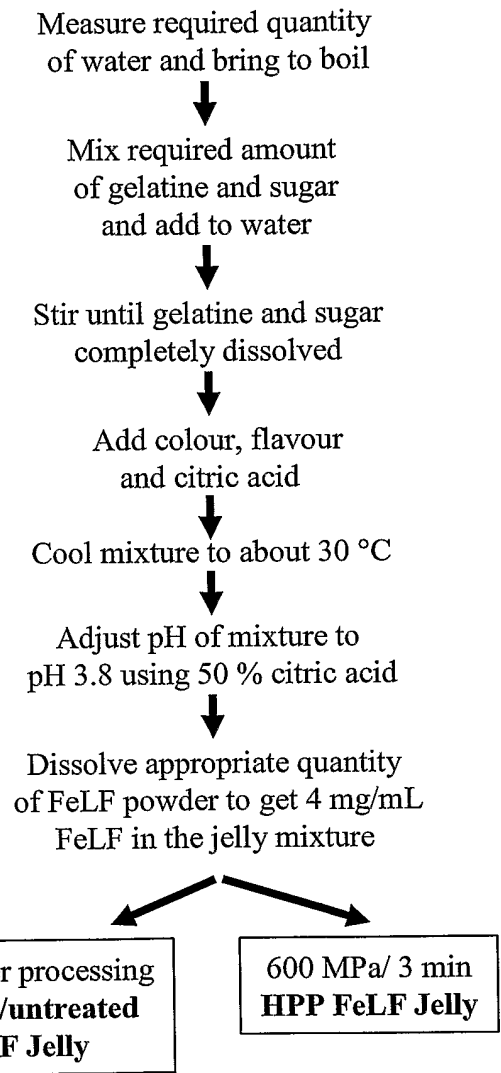 Measure required quantity
of water and bring to boil
Mix required amount
of gelatine and sugar
and add to water
Stir until gelatine and sugar
completely dissolved
Add colour, flavour
and citric acid
Cool mixture to about 30 °C
Adjust pH of mixture to
pH 3.8 using 50 % citric acid
Dissolve appropriate quantity
of FeLF powder to get 4 mg/mL
FeLF in the jelly mixture
r processing
/untreated
F Jelly
600 MPa/ 3 min
HPP FeLF Jelly